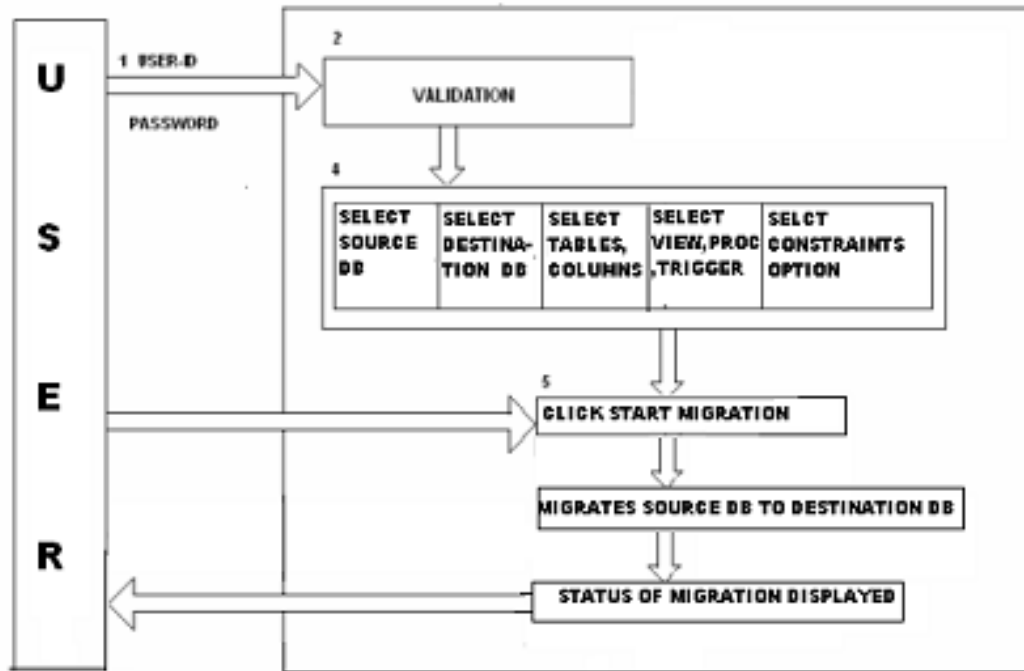 U
S
E
R
1 USER-ID
PASSWORD
2
VALIDATION
4
SELECT
SOURCE
DB
SELECT
DESTINA-
TION DB
SELECT
TABLES,
COLUMNS
SELECT
VIEW,PROC
,TRIGGER
SELCT
CONSTRAINTS
OPTION
5
CLICK START MIGRATION
MIGRATES SOURCE DB TO DESTINATION DB
STATUS OF MIGRATION DISPLAYED